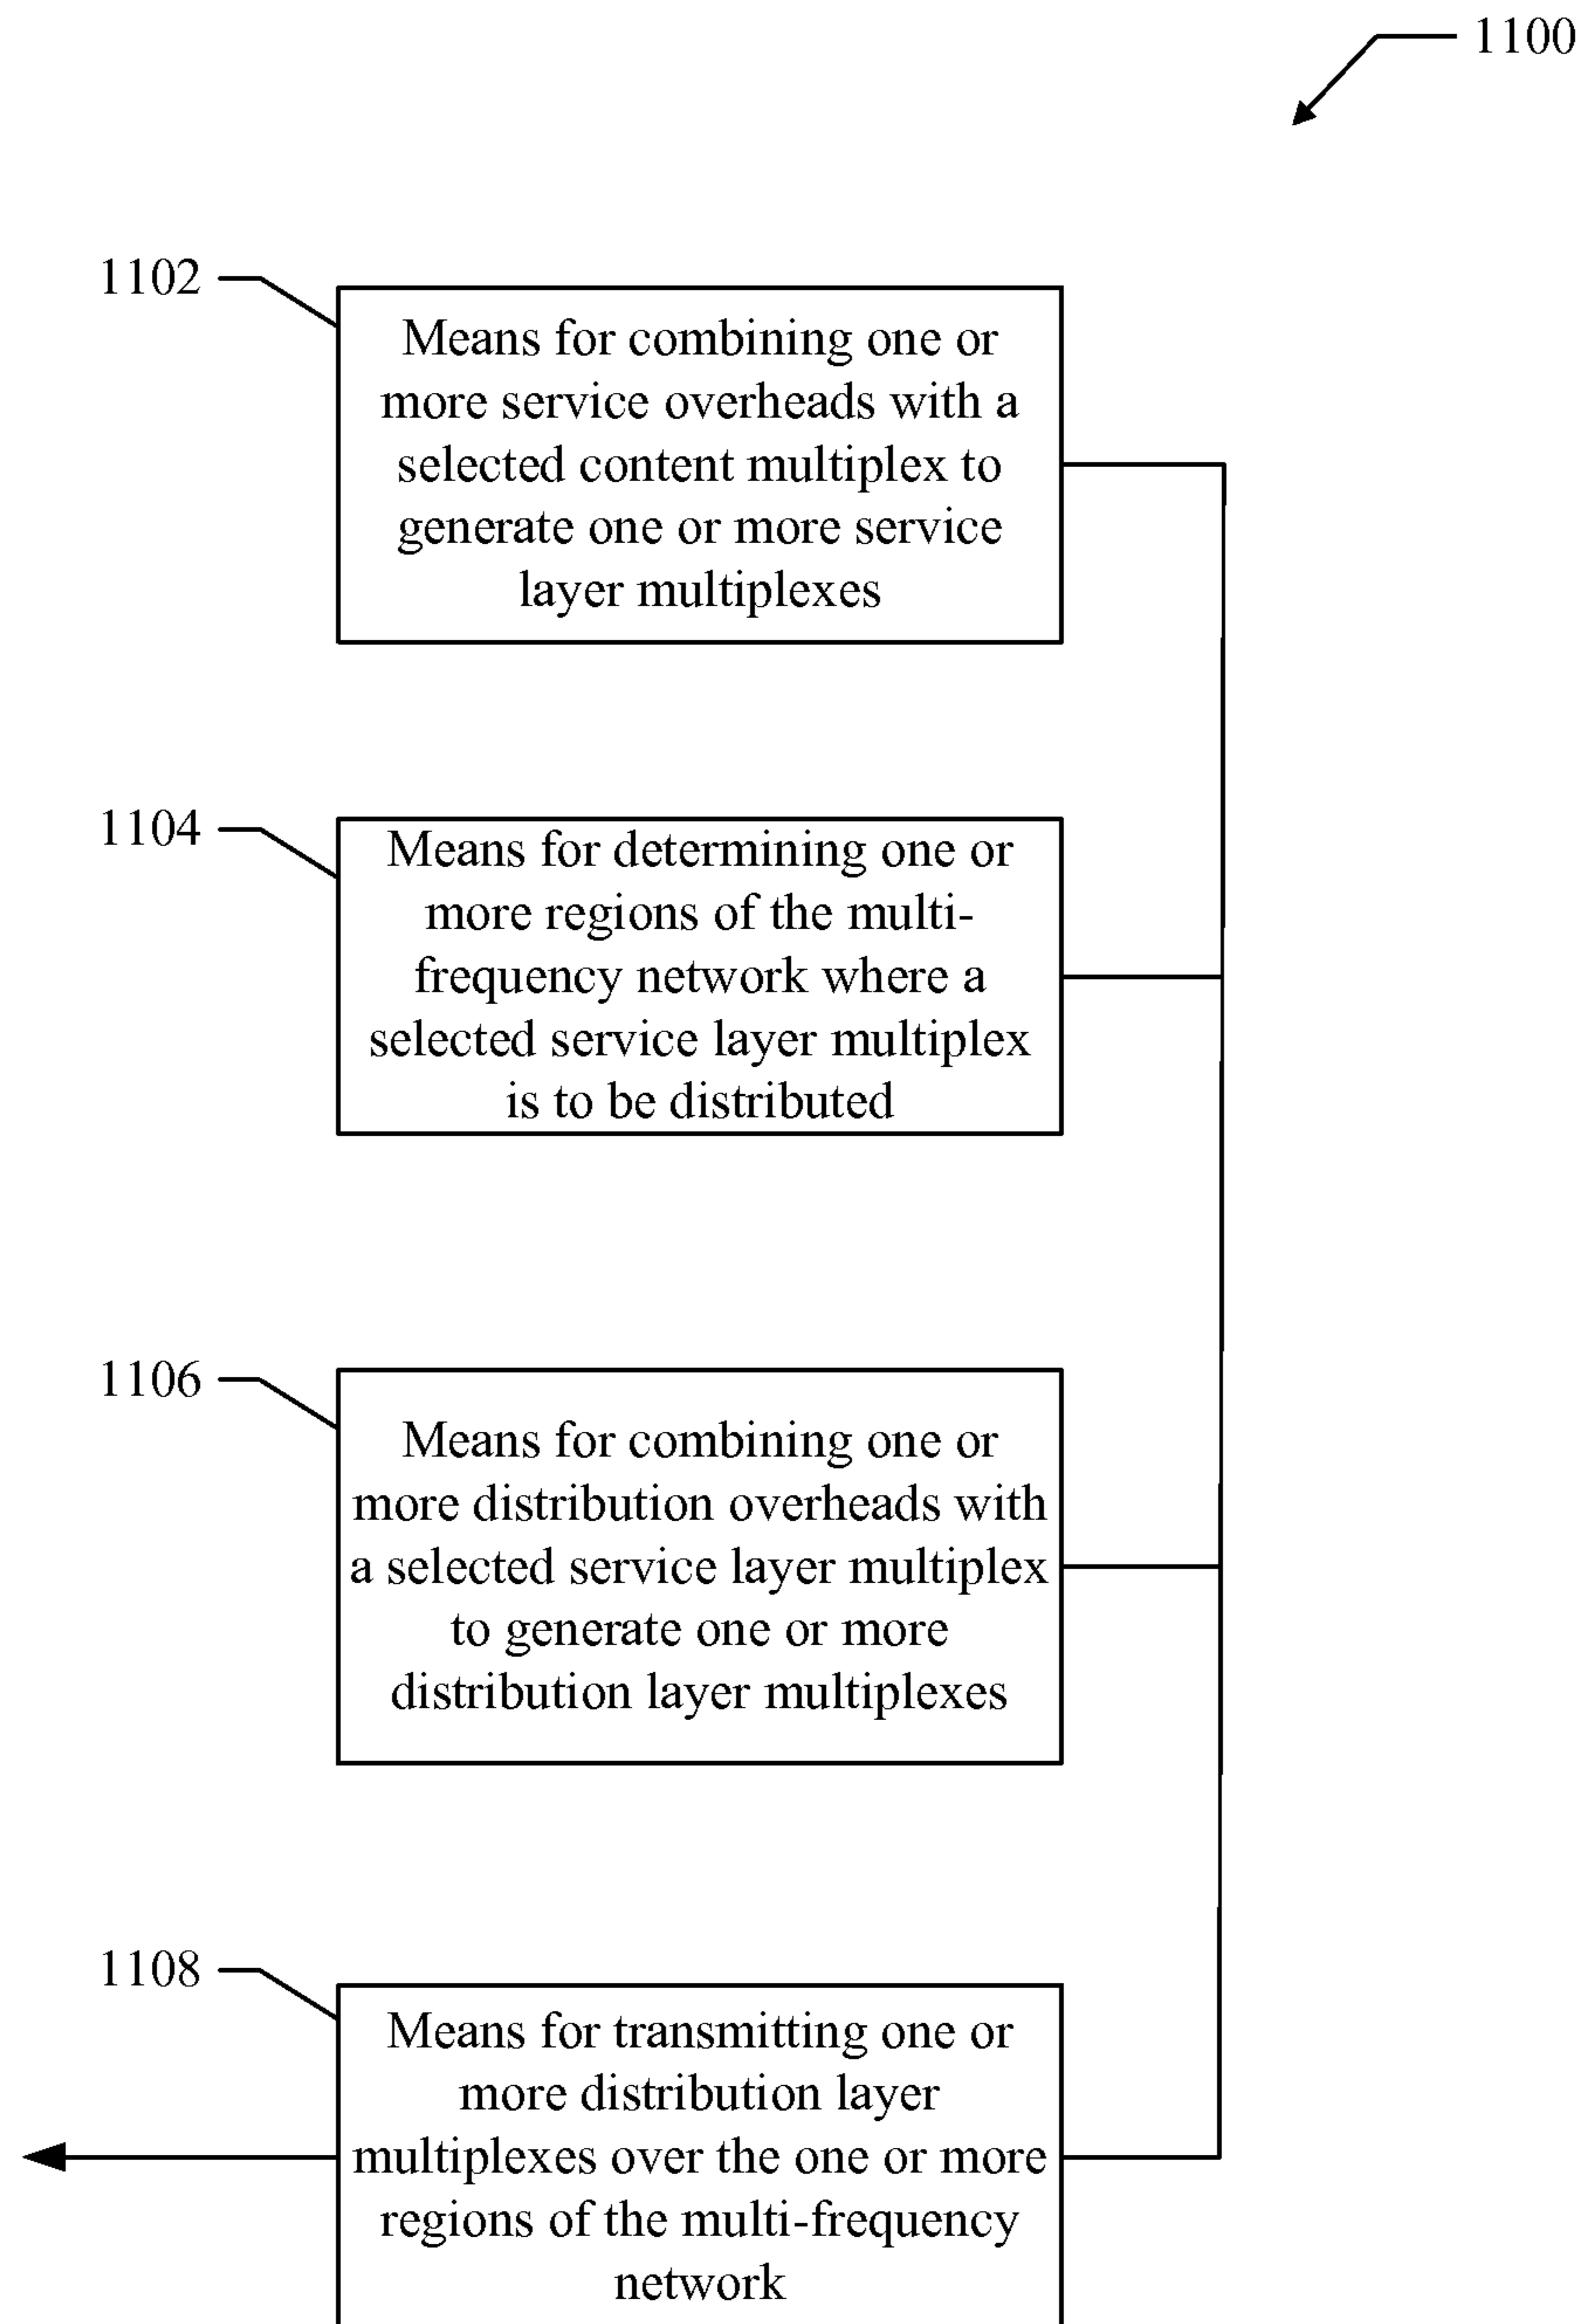 1100
1102
Means for combining one or
more service overheads with a
selected content multiplex to
generate one or more service
layer multiplexes
1104
Means for determining one or
more regions of the multi-
frequency network where a
selected service layer multiplex
is to be distributed
1106
Means for combining one or
more distribution overheads with
a selected service layer multiplex
to generate one or more
distribution layer multiplexes
1108
Means for transmitting one or
more distribution layer
multiplexes over the one or more
regions of the multi-frequency
network